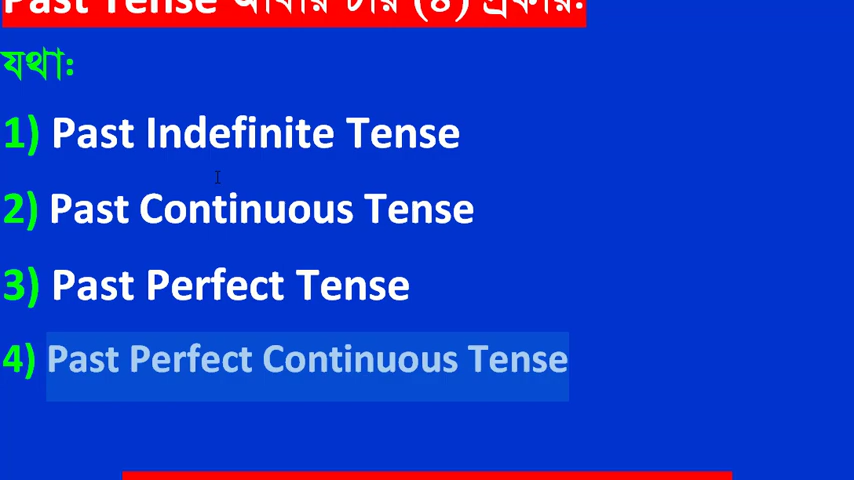 Past Tense আবার চার (৪) প্রকার:
যথাঃ
1) Past Indefinite Tense
2) Past Continuous Tense
3) Past Perfect Tense
4) Past Perfect Continuous Tense